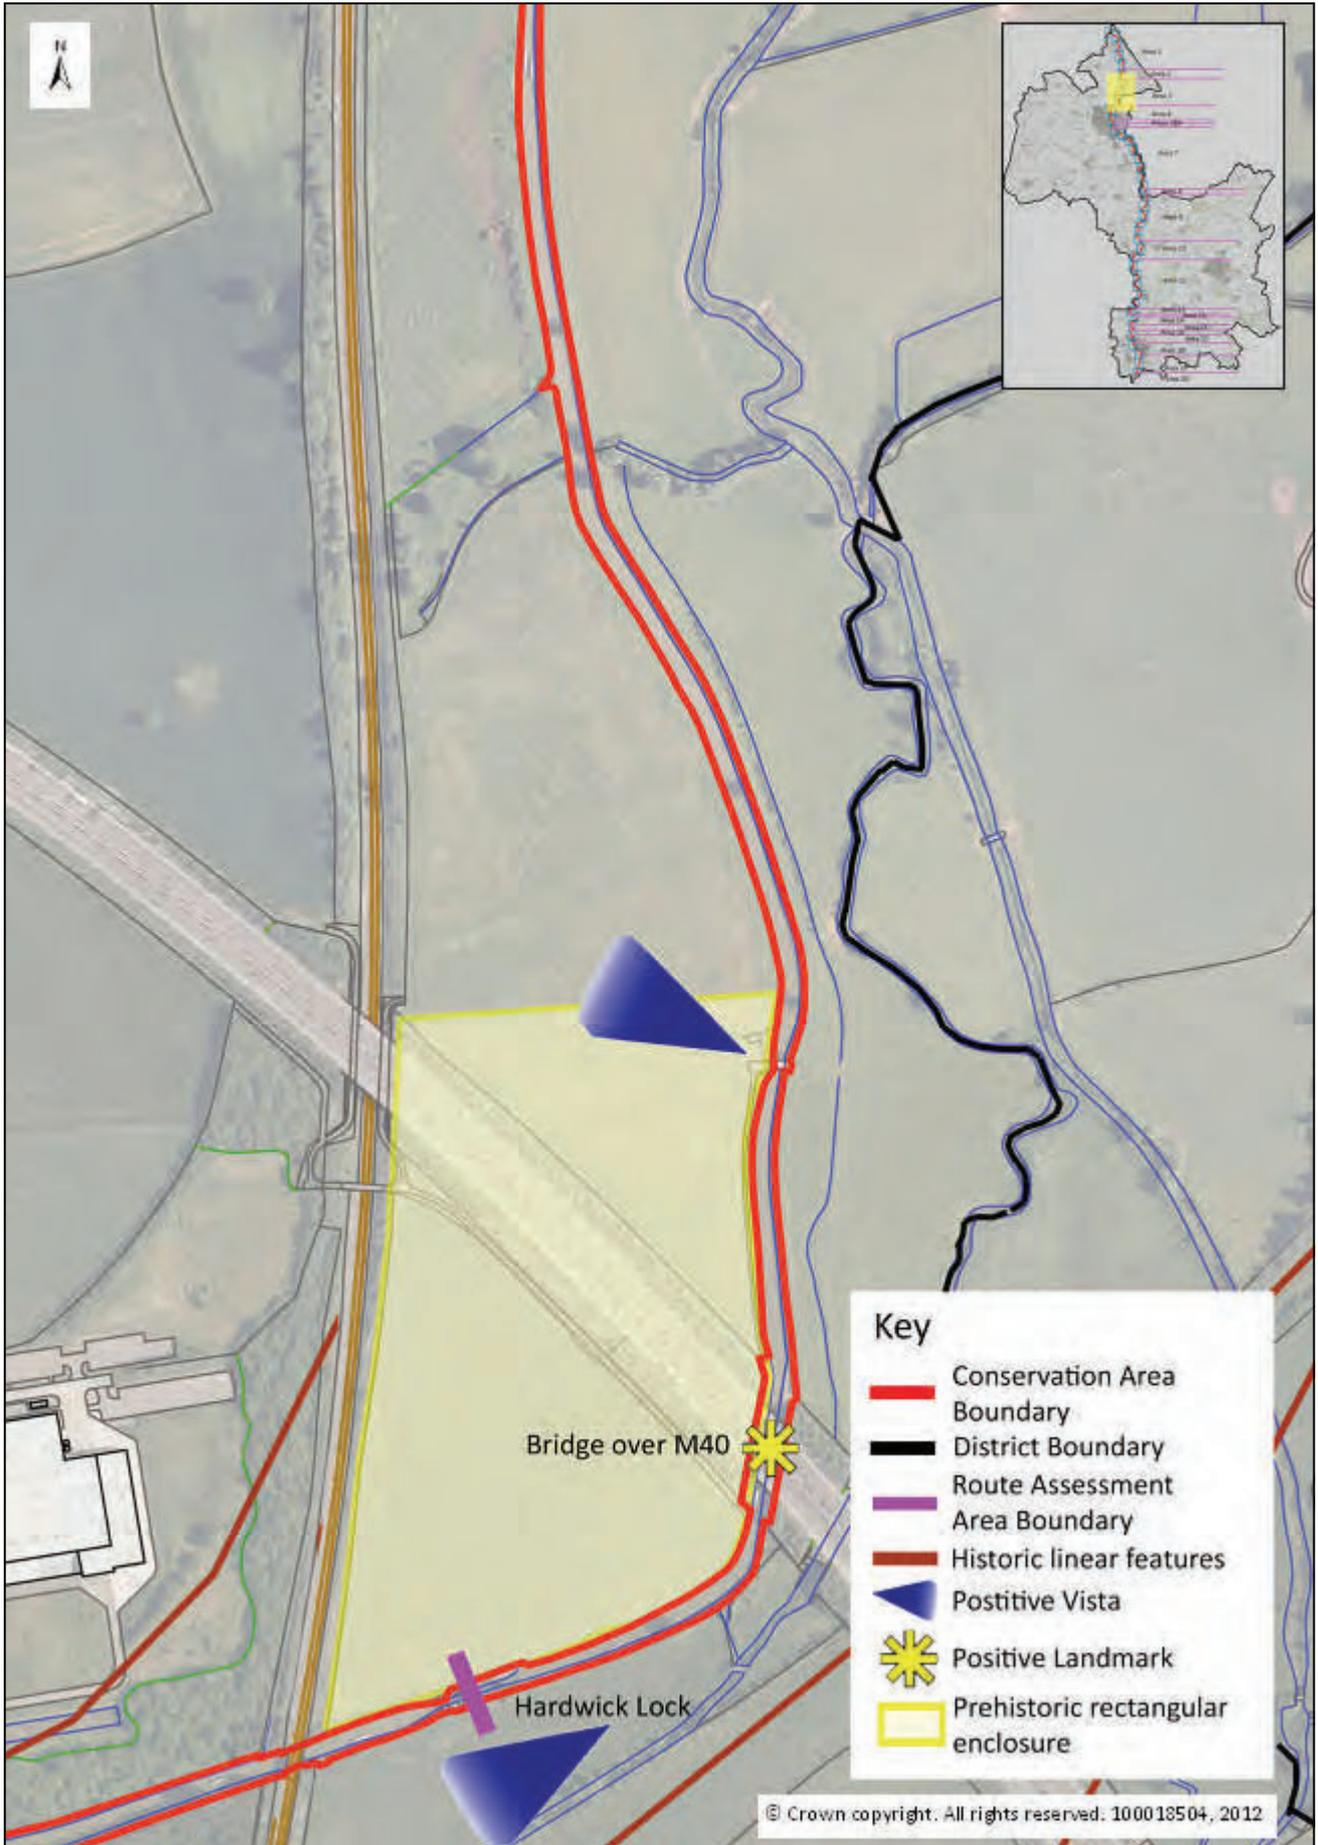 N
Bridge over M40
Hardwick Lock
Key
Conservation Area
Boundary
District Boundary
Route Assessment
Area Boundary
Historic linear features
Postitive Vista
Positive Landmark
Prehistoric rectangular
enclosure
© Crown copyright. All rights reserved. 100018504, 2012